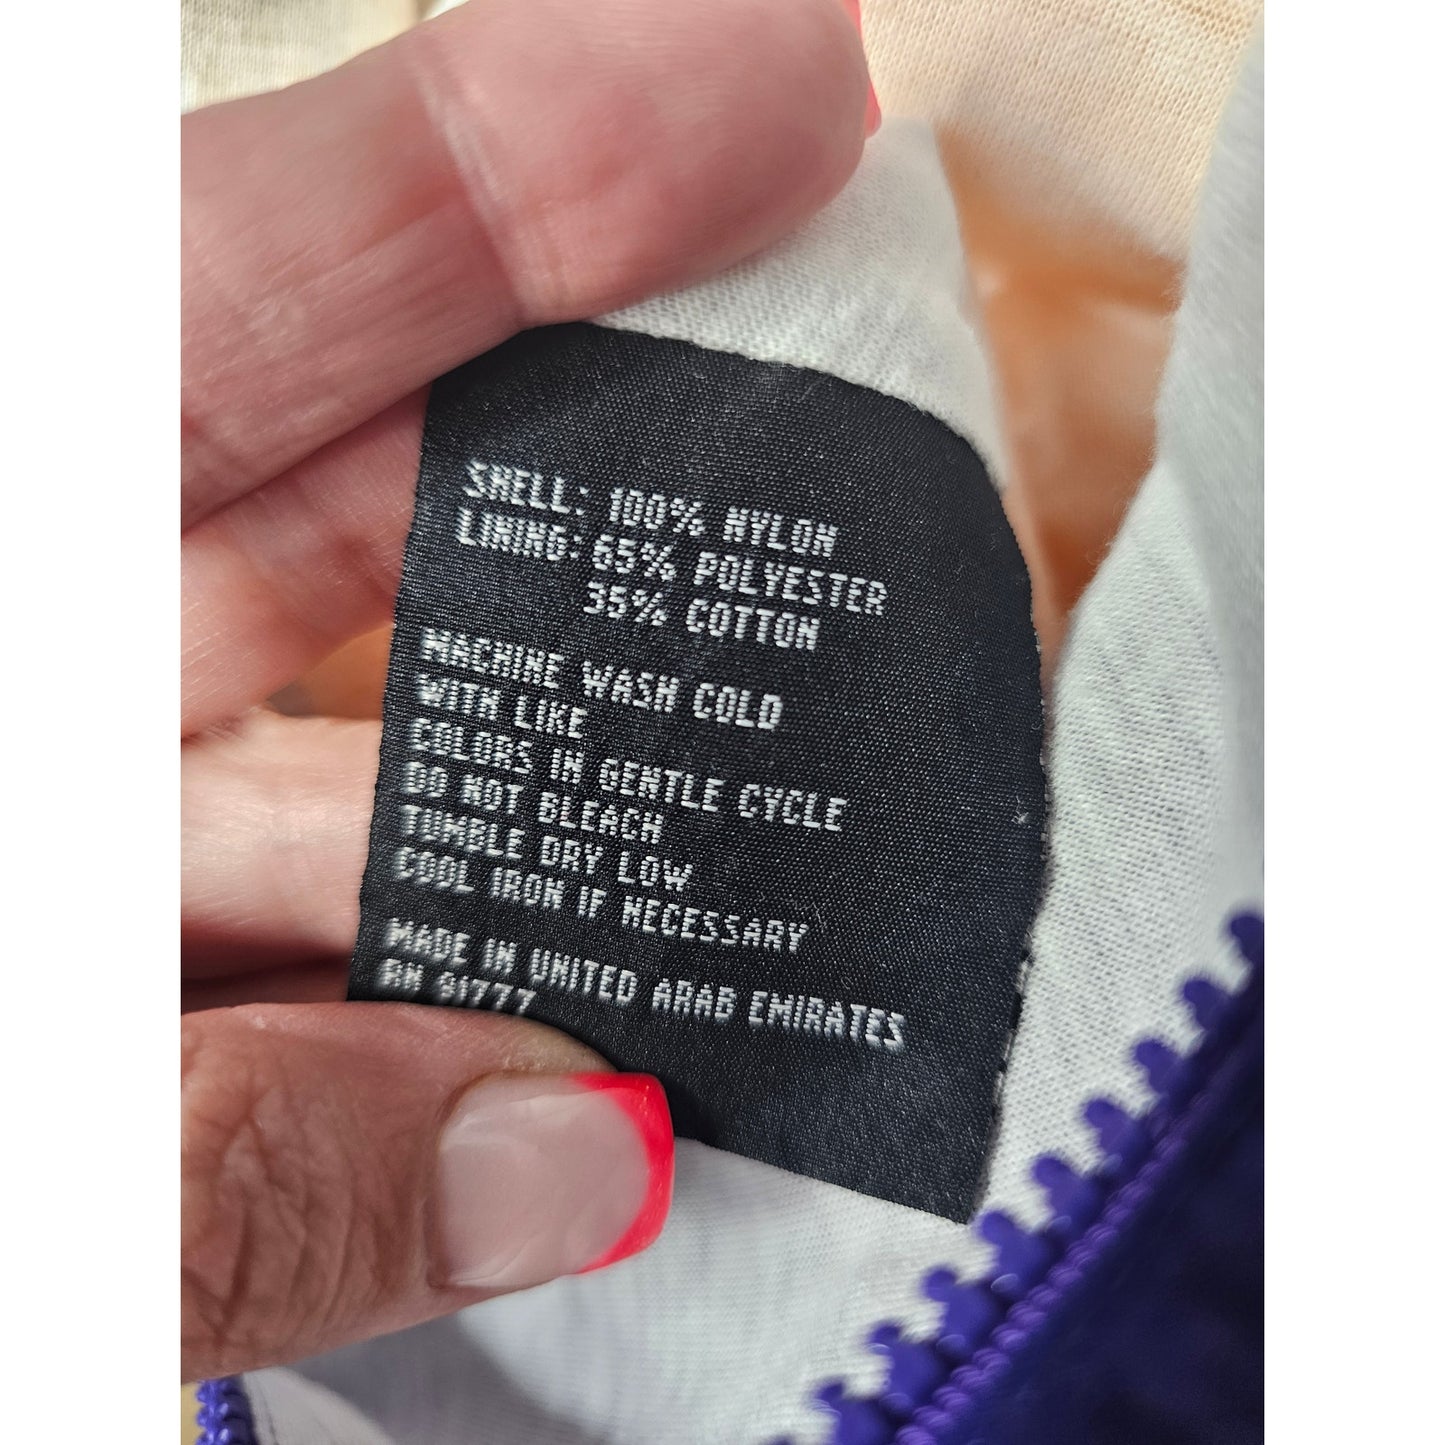 SHELL: 100% NYLON
LINING: 65% POLYESTER
35% COTTON
MACHINE WASH COLD
WITH LIKE
COLORS IN GENTLE CYCLE
DO NOT BLEACH
TUMBLE DRY LOW
COOL IRON IF NECESSARY
MADE IN UNITED ARAB EMIRATES
RN 91777